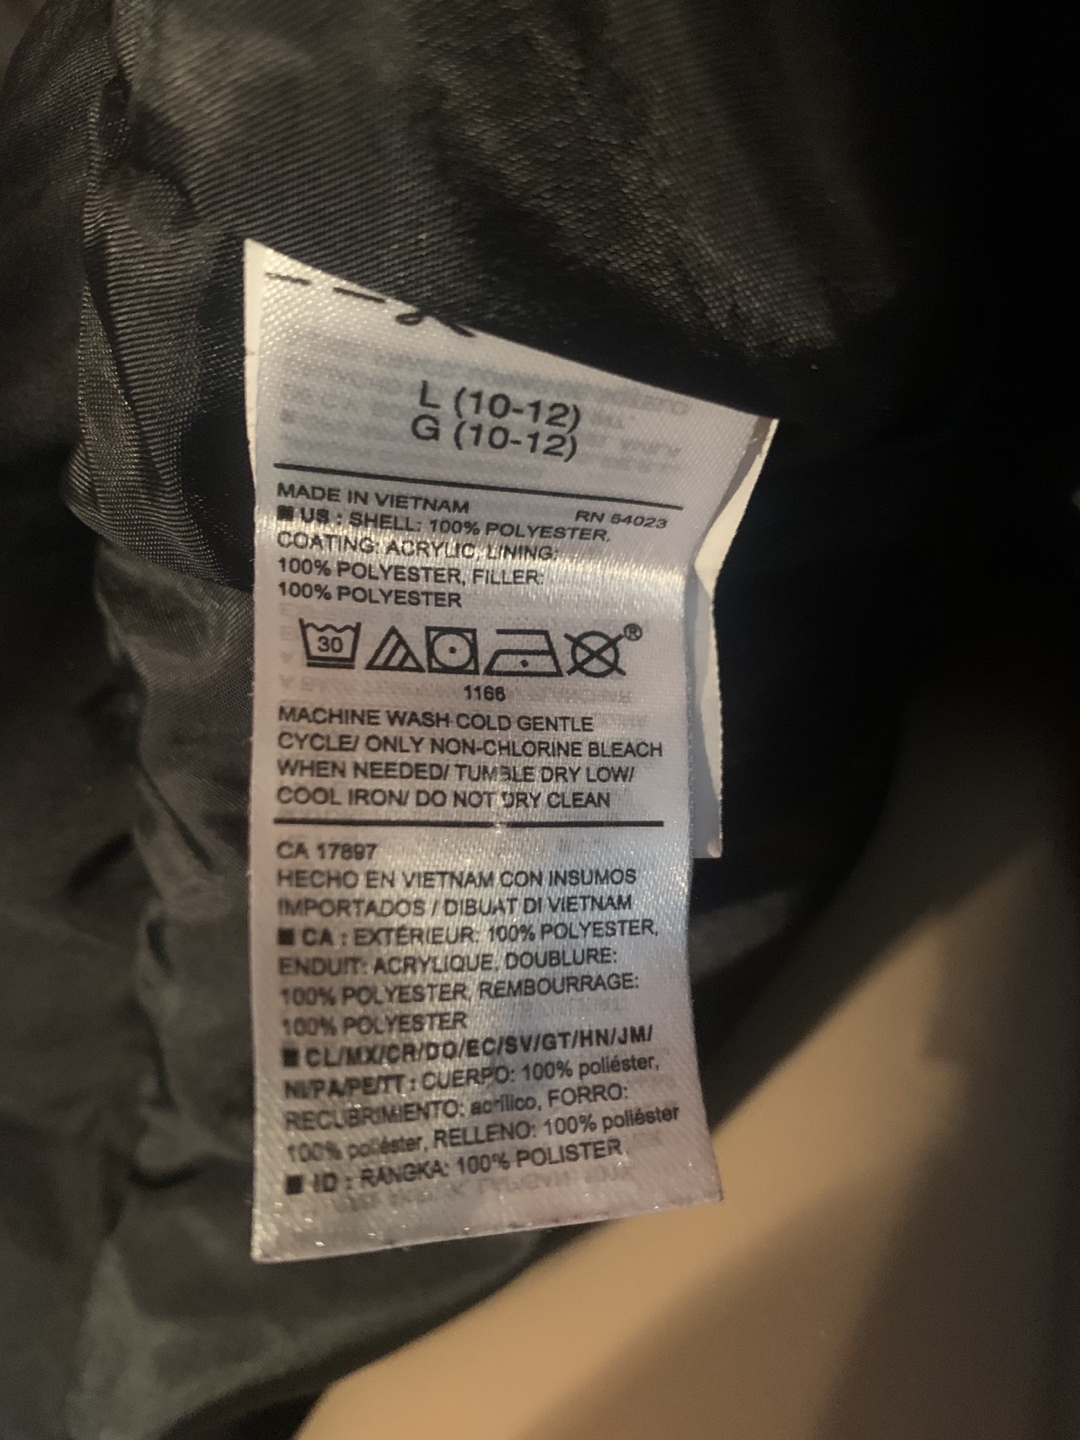 L (10-12)
G (10-12)
MADE IN VIETNAM
RN 54023
■ US : SHELL: 100% POLYESTER,
COATING: ACRYLIC, LINING:
100% POLYESTER, FILLER:
100% POLYESTER
30
®
1166
MACHINE WASH COLD GENTLE
CYCLE/ ONLY NON-CHLORINE BLEACH
WHEN NEEDED/ TUMBLE DRY LOW/
COOL IRON/ DO NOT DRY CLEAN
CA 17897
HECHO EN VIETNAM CON INSUMOS
IMPORTADOS / DIBUAT DI VIETNAM
■ CA : EXTÉRIEUR: 100% POLYESTER,
ENDUIT: ACRYLIQUE, DOUBLURE:
100% POLYESTER, REMBOURRAGE:
100% POLYESTER
■ CL/MX/CR/DO/EC/SV/GT/HN/JM/
NI/PA/PE/TT : CUERPO: 100% poliéster,
RECUBRIMIENTO: acrílico, FORRO:
100% poliéster, RELLENO: 100% poliéster
■ ID : RANGKA: 100% POLISTER,